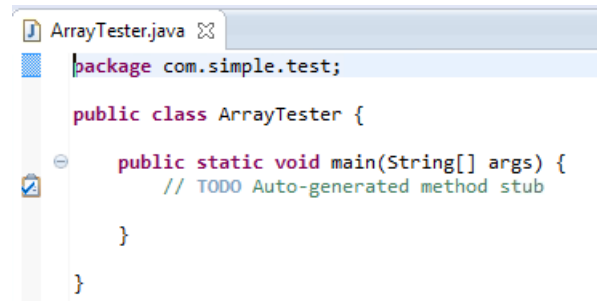 ArrayTester.java
package com.simple.test;
public class ArrayTester {
public static void main(String[] args) {
// TODO Auto-generated method stub
}
}